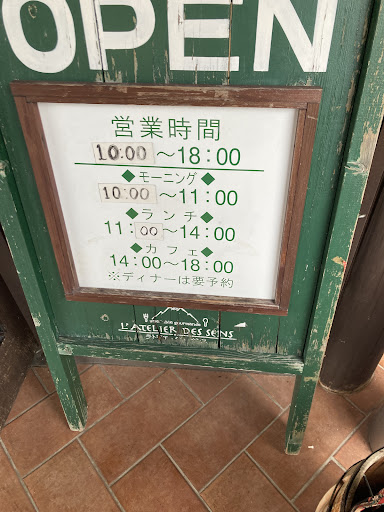 OPEN
営業時間
10:00～18:00
◆モーニング◆
10:00～11:00
◆ランチ◆
11:00～14:00
◆カフェ◆
14:00～18:00
※ディナーは要予約
L'ATELIER DES SENS